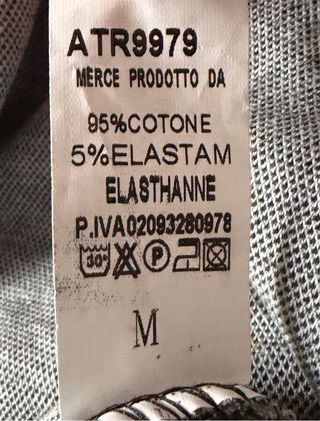 ATR9979
MERCE PRODOTTO DA
95%COTONE
5%ELASTAM
ELASTHANNE
P.IVA02093280978
30°
P
M